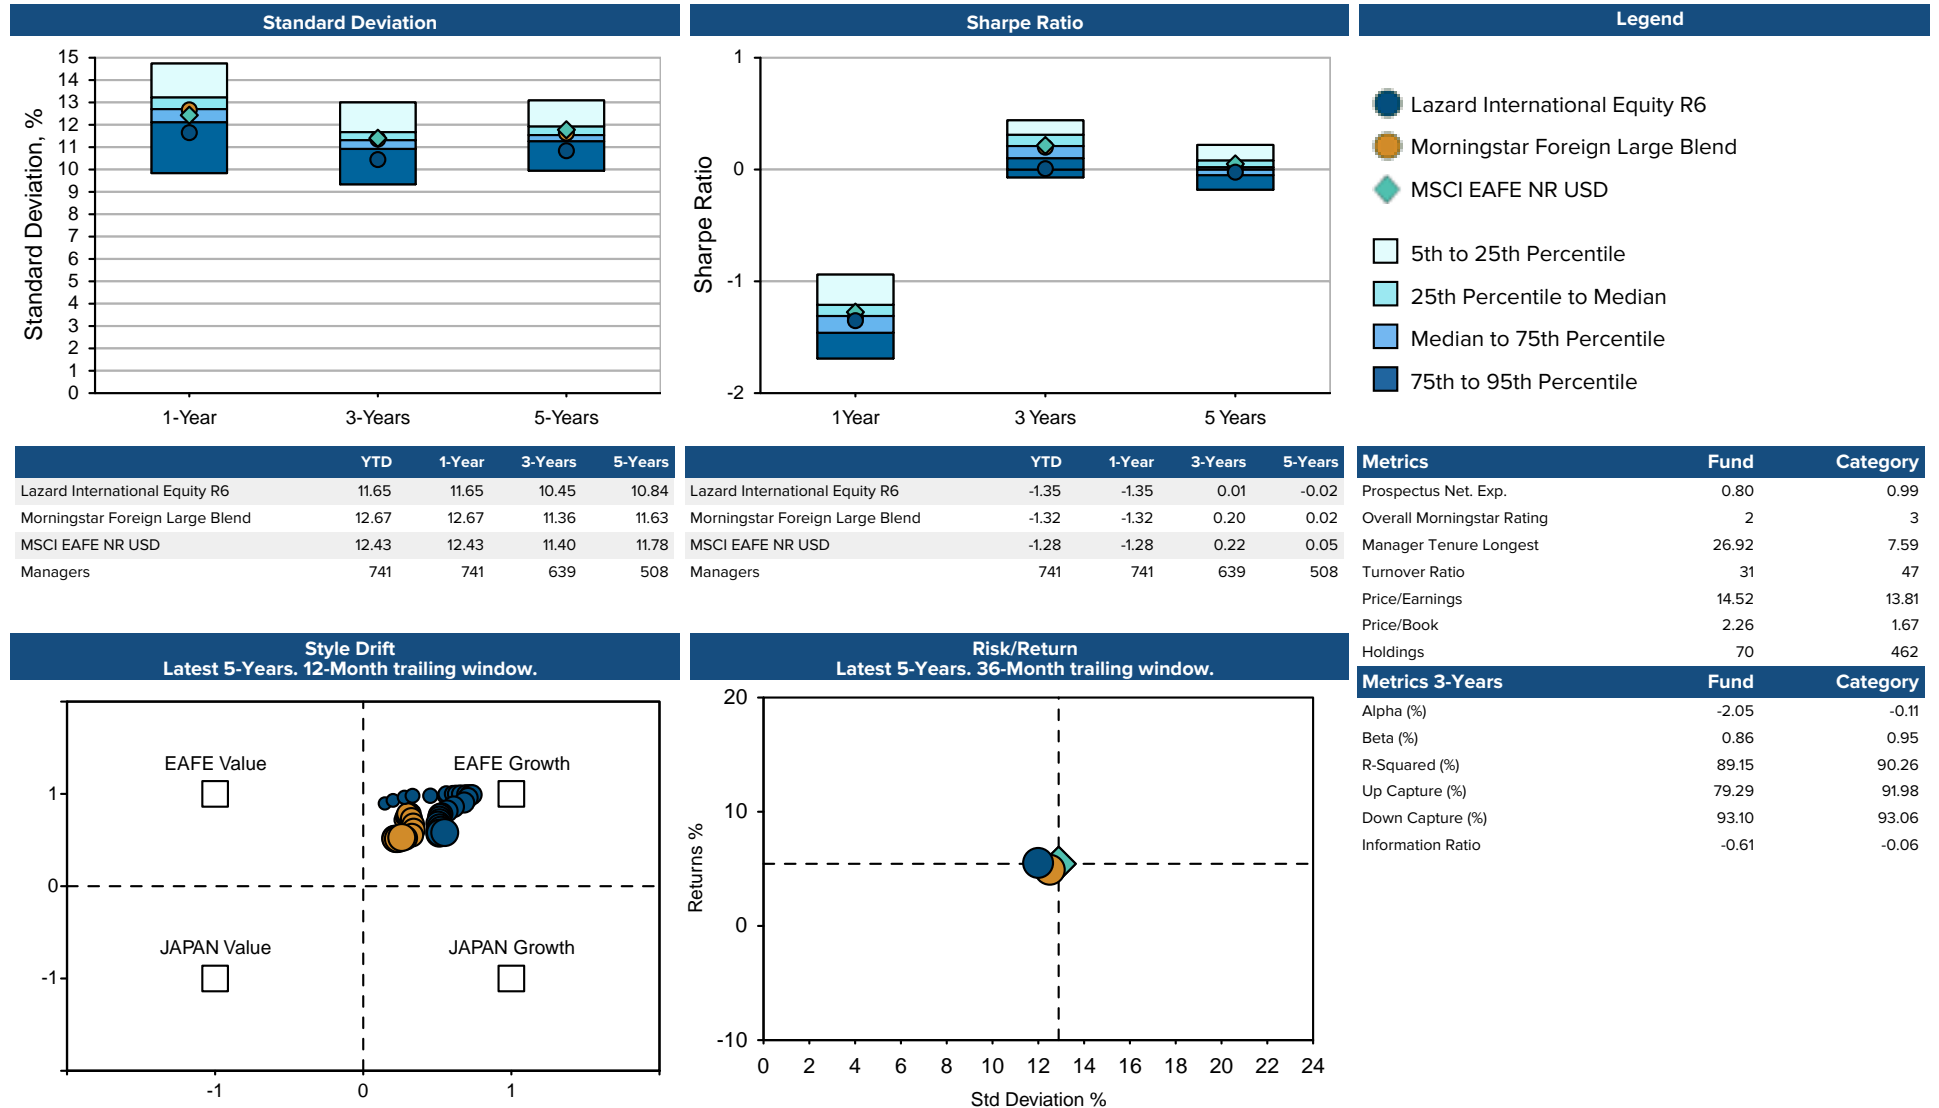 Standard Deviation
15
14
13
12
11
10
9
8
7
6
5
4
3
2
1
0
Standard Deviation, %
1-Year 3-Years 5-Years
Sharpe Ratio
1
0
-1
-2
Sharpe Ratio
1Year 3 Years 5 Years
Legend
Lazard International Equity R6
Morningstar Foreign Large Blend
MSCI EAFE NR USD
5th to 25th Percentile
25th Percentile to Median
Median to 75th Percentile
75th to 95th Percentile
YTD 1-Year 3-Years 5-Years
Lazard International Equity R6 11.65 11.65 10.45 10.84
Morningstar Foreign Large Blend 12.67 12.67 11.36 11.63
MSCI EAFE NR USD 12.43 12.43 11.40 11.78
Managers 741 741 639 508
YTD 1-Year 3-Years 5-Years
Lazard International Equity R6 -1.35 -1.35 0.01 -0.02
Morningstar Foreign Large Blend -1.32 -1.32 0.20 0.02
MSCI EAFE NR USD -1.28 -1.28 0.22 0.05
Managers 741 741 639 508
Metrics Fund Category
Prospectus Net. Exp. 0.80 0.99
Overall Morningstar Rating 2 3
Manager Tenure Longest 26.92 7.59
Turnover Ratio 31 47
Price/Earnings 14.52 13.81
Price/Book 2.26 1.67
Holdings 70 462
Metrics 3-Years Fund Category
Alpha (%) -2.05 -0.11
Beta (%) 0.86 0.95
R-Squared (%) 89.15 90.26
Up Capture (%) 79.29 91.98
Down Capture (%) 93.10 93.06
Information Ratio -0.61 -0.06
Style Drift
Latest 5-Years. 12-Month trailing window.
EAFE Value EAFE Growth
1
0
JAPAN Value JAPAN Growth
-1
-1 0 1
Risk/Return
Latest 5-Years. 36-Month trailing window.
20
10
0
-10
Returns %
0 2 4 6 8 10 12 14 16 18 20 22 24
Std Deviation %